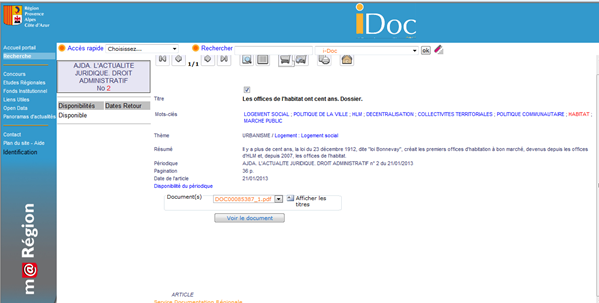 Région
Provence
Alpes
Côte d'Azur
iDoc
Accueil portail
Recherche
Concours
Etudes Régionales
Fonds Institutionnel
Liens Utiles
Open Data
Panoramas d'actualités
Contact
Plan du site - Aide
Identification
m@Région
Accès rapide Choisissez....
Rechercher i-Doc ok
1/1
AJDA. L'ACTUALITE
JURIDIQUE. DROIT
ADMINISTRATIF
No 2
Disponibilités Dates Retour
Disponible
Titre Les offices de l'habitat ont cent ans. Dossier.
Mots-clés LOGEMENT SOCIAL ; POLITIQUE DE LA VILLE ; HLM ; DECENTRALISATION ; COLLECTIVITES TERRITORIALES ; POLITIQUE COMMUNAUTAIRE ; HABITAT ;
MARCHE PUBLIC
Thème URBANISME / Logement : Logement social
Résumé Il y a plus de cent ans, la loi du 23 décembre 1912, dite "loi Bonnevay", créait les premiers offices d'habitation à bon marché, devenus depuis les offices
d'HLM et, depuis 2007, les offices de l'habitat.
Périodique AJDA. L'ACTUALITE JURIDIQUE. DROIT ADMINISTRATIF n° 2 du 21/01/2013
Pagination 36 p.
Date de l'article 21/01/2013
Disponibilité du périodique
Document(s) DOC00085387_1.pdf Afficher les
titres
Voir le document
ARTICLE
Service Documentation Régionale